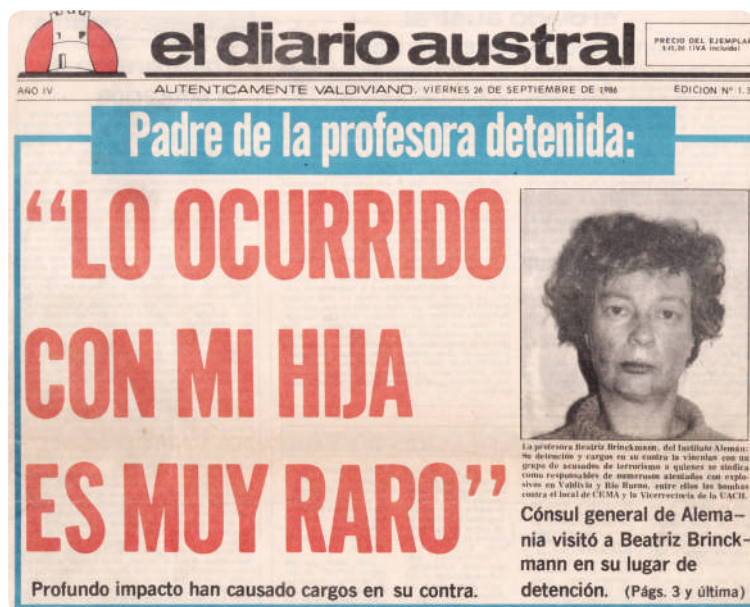 el diario austral
PRECIO DEL EJEMPLAR
(IVA incluido)
AÑO IV
AUTENTICAMENTE VALDIVIANO, VIERNES 26 DE SEPTIEMBRE DE 1986
EDICION Nº 1.3
Padre de la profesora detenida:
“LO OCURRIDO
CON MI HIJA
ES MUY RARO”
La profesora Beatriz Brinckmann, del Instituto Alemán:
Su detención y cargos en su contra la vinculan con un
grupo de acusados de terrorismo a quienes se sindica
como responsables de numerosos atentados con explo-
sivos en Valdivia y Río Bueno, entre ellos las bombas
contra el local de CEMA y la Vicerrectoría de la UACH.
Cónsul general de Alema-
nia visitó a Beatriz Brinck-
mann en su lugar de
detención. (Págs. 3 y última)
Profundo impacto han causado cargos en su contra.